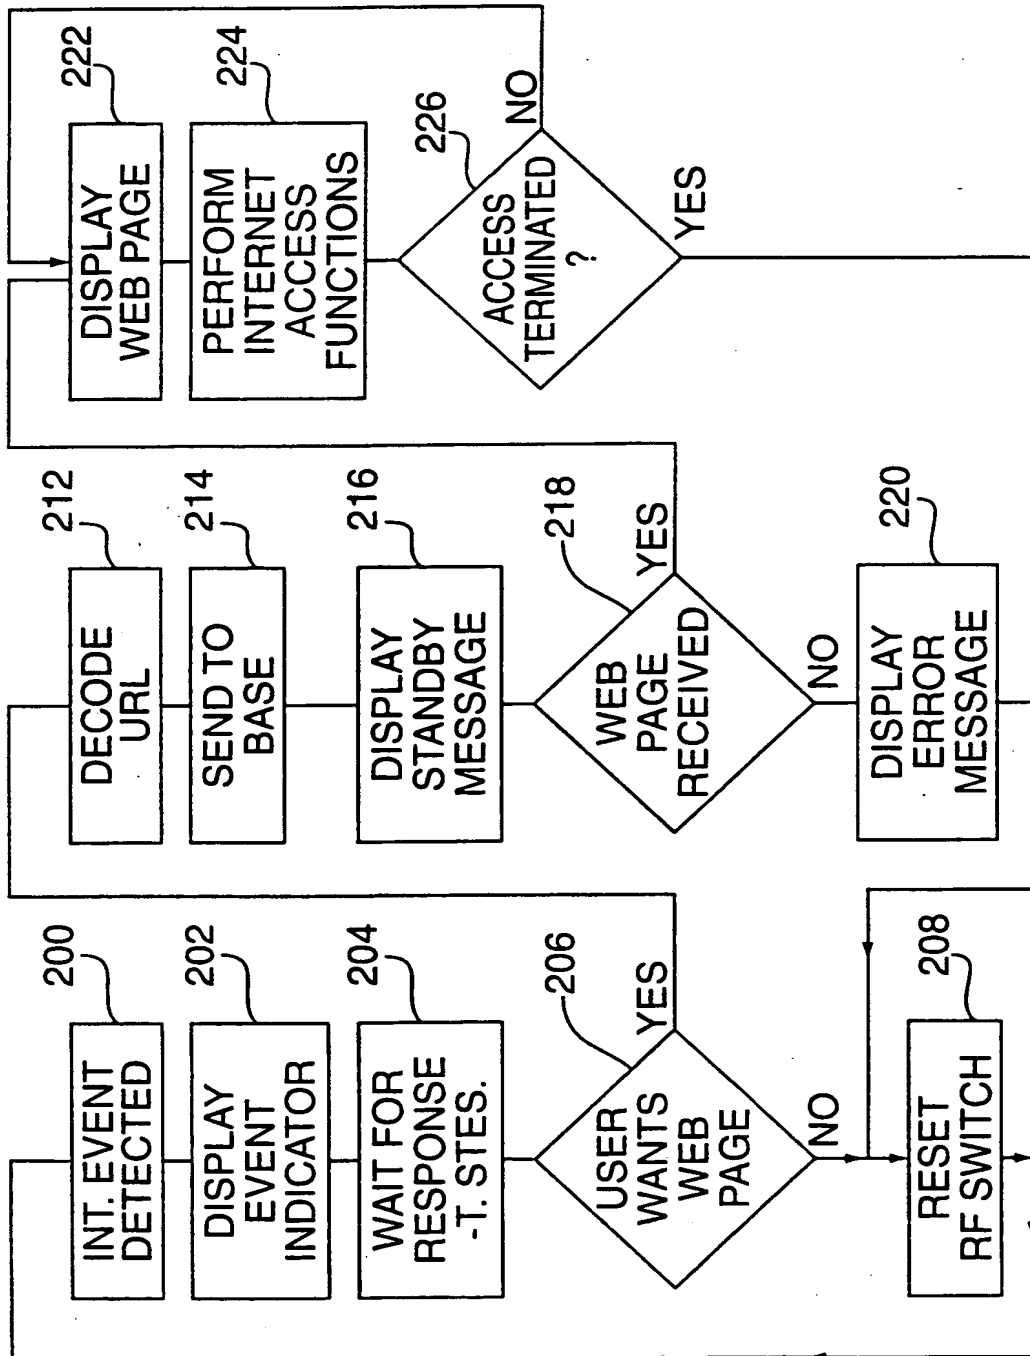 200
INT. EVENT
DETECTED
202
DISPLAY
EVENT
INDICATOR
204
WAIT FOR
RESPONSE
-T. STES.
206
USER
WANTS
WEB
PAGE
YES
NO
208
RESET
RF SWITCH
212
DECODE
URL
214
SEND TO
BASE
216
DISPLAY
STANDBY
MESSAGE
218
WEB
PAGE
RECEIVED
YES
NO
220
DISPLAY
ERROR
MESSAGE
222
DISPLAY
WEB PAGE
224
PERFORM
INTERNET
ACCESS
FUNCTIONS
226
ACCESS
TERMINATED
?
NO
YES